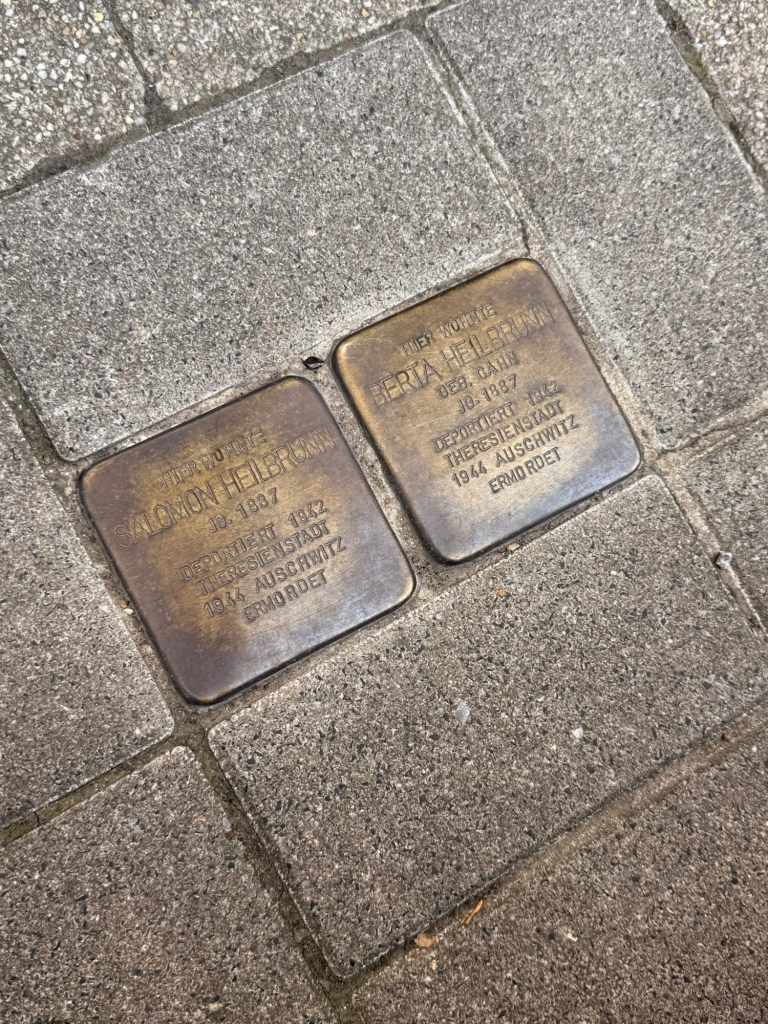 HIER WOHNTE
SALOMON HEILBRUNN
JG. 1887
DEPORTIERT 1942
THERESIENSTADT
1944 AUSCHWITZ
ERMORDET
HIER WOHNTE
BERTA HEILBRUNN
GEB. CAHN
JG. 1887
DEPORTIERT 1942
THERESIENSTADT
1944 AUSCHWITZ
ERMORDET